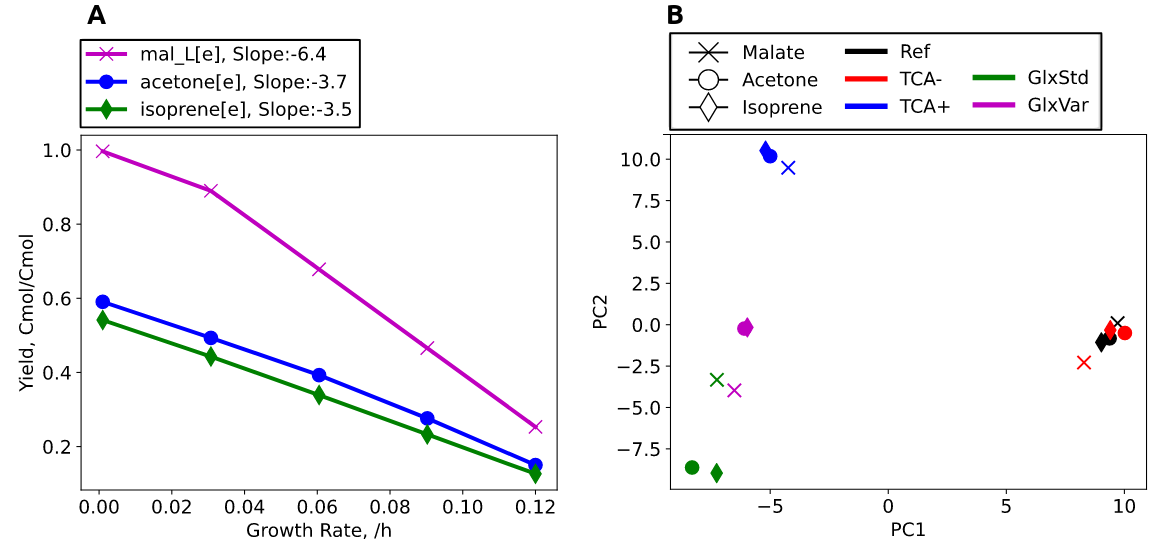 A
mal_L[e], Slope:-6.4
acetone[e], Slope:-3.7
isoprene[e], Slope:-3.5
1.0
0.8
0.6
0.4
0.2
Yield, Cmol/Cmol
0.00 0.02 0.04 0.06 0.08 0.10 0.12
Growth Rate, /h
B
Malate
Acetone
Isoprene
Ref
TCA-
TCA+
GlxStd
GlxVar
10.0
7.5
5.0
2.5
0.0
−2.5
−5.0
−7.5
PC2
−5 0 5 10
PC1